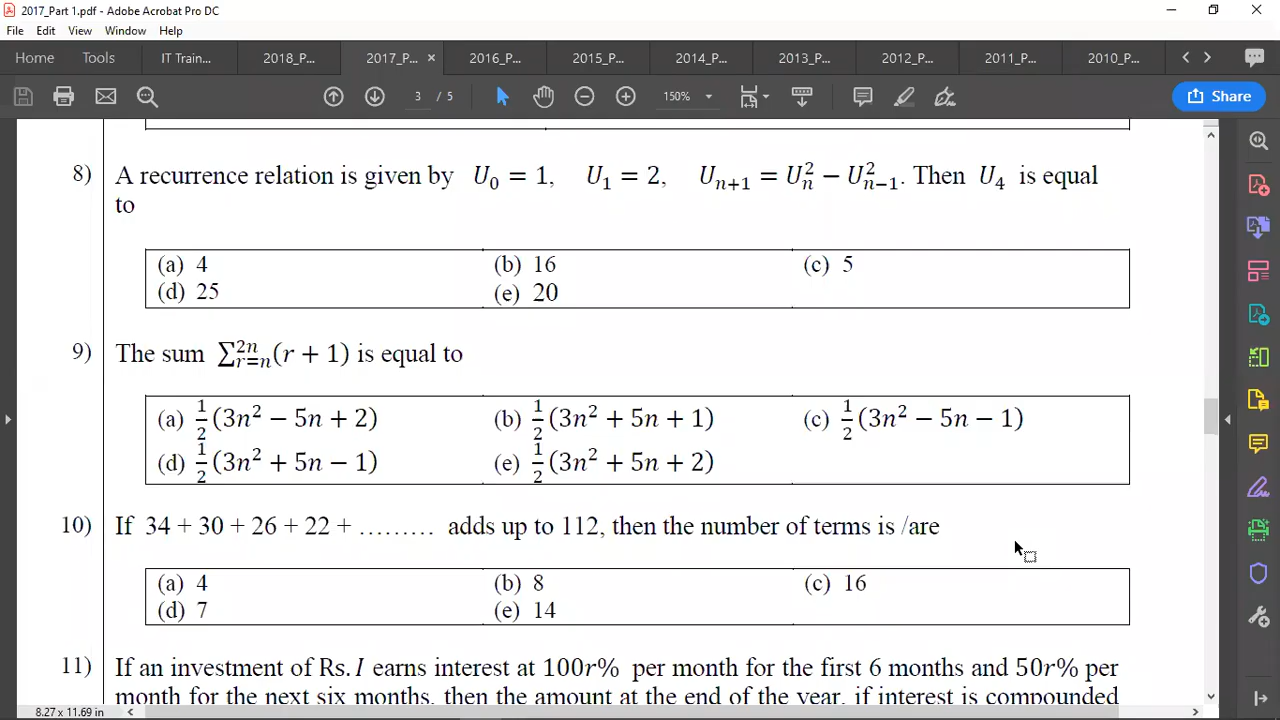 2017_Part 1.pdf - Adobe Acrobat Pro DC
File Edit View Window Help
Home Tools IT Train... 2018_P... 2017_P... × 2016_P... 2015_P... 2014_P... 2013_P... 2012_P... 2011_P... 2010_P...
3 / 5 150% Share
8) A recurrence relation is given by U₀ = 1, U₁ = 2, Uₙ₊₁ = Uₙ² − Uₙ₋₁². Then U₄ is equal
to
(a) 4 (b) 16 (c) 5
(d) 25 (e) 20
9) The sum ∑_{r=n}^{2n}(r + 1) is equal to
(a) ½(3n² − 5n + 2) (b) ½(3n² + 5n + 1) (c) ½(3n² − 5n − 1)
(d) ½(3n² + 5n − 1) (e) ½(3n² + 5n + 2)
10) If 34 + 30 + 26 + 22 + ……… adds up to 112, then the number of terms is /are
(a) 4 (b) 8 (c) 16
(d) 7 (e) 14
11) If an investment of Rs. I earns interest at 100r% per month for the first 6 months and 50r% per
month for the next six months, then the amount at the end of the year, if interest is compounded
8.27 x 11.69 in